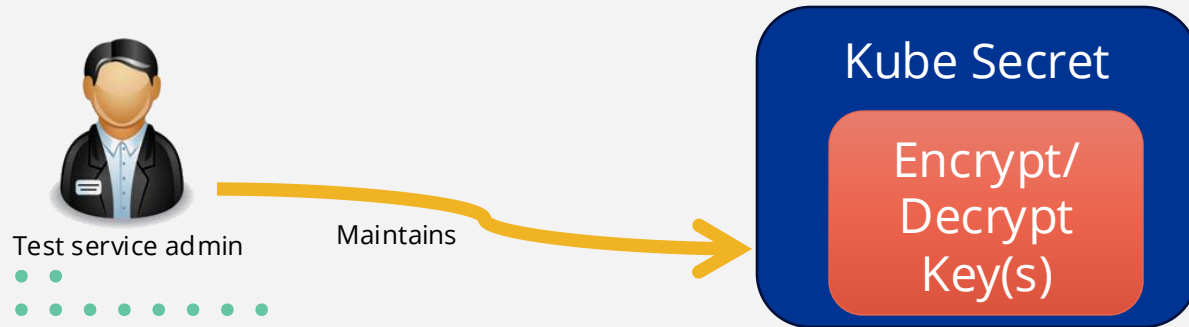 Kube Secret
Encrypt/
Decrypt
Key(s)
Test service admin
Maintains